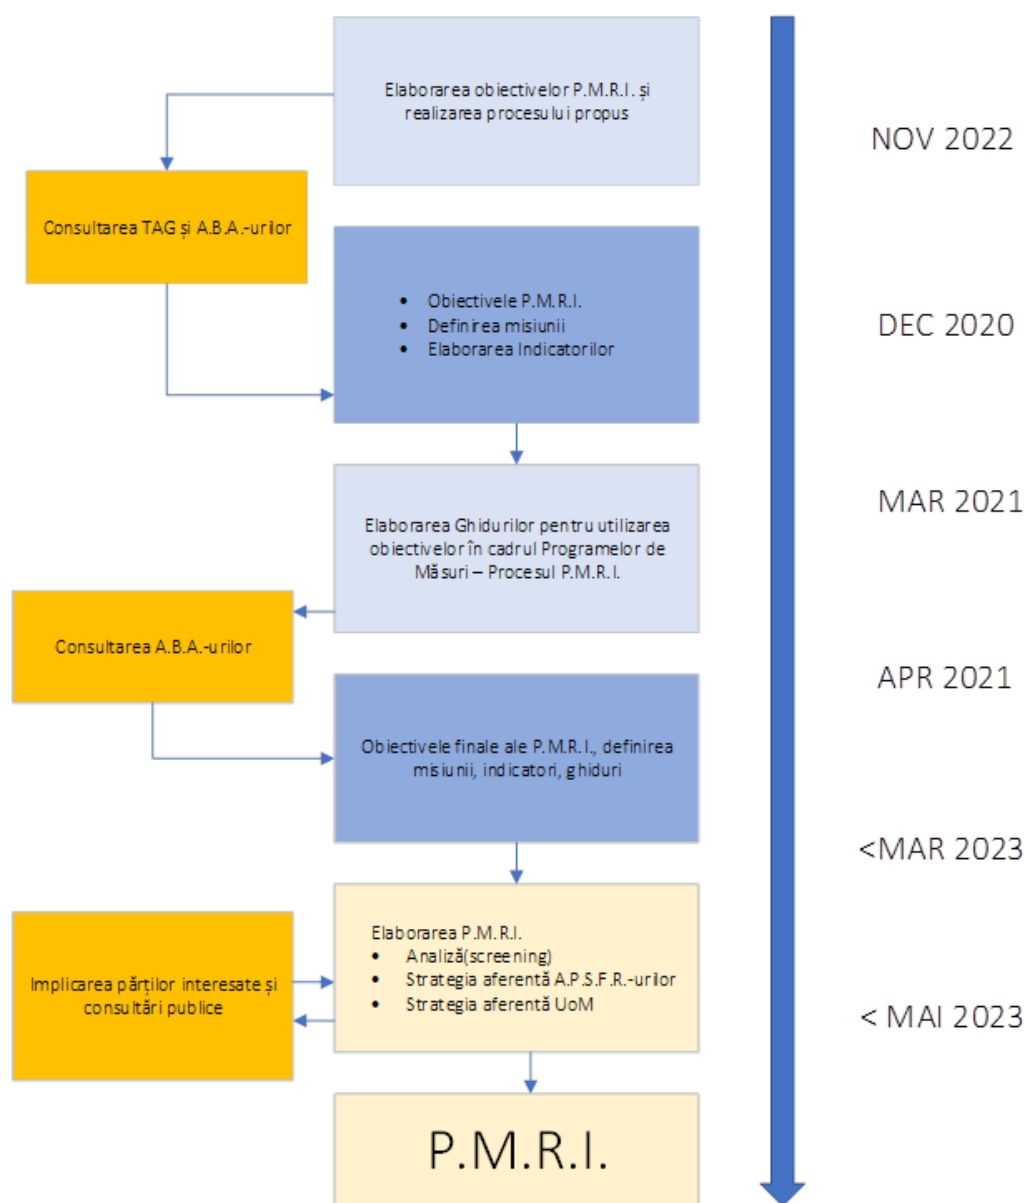 Elaborarea obiectivelor P.M.R.I. și
realizarea procesului propus
NOV 2022
Consultarea TAG și A.B.A.-urilor
• Obiectivele P.M.R.I.
• Definirea misiunii
• Elaborarea Indicatorilor
DEC 2020
Elaborarea Ghidurilor pentru utilizarea
obiectivelor în cadrul Programelor de
Măsuri – Procesul P.M.R.I.
MAR 2021
Consultarea A.B.A.-urilor
APR 2021
Obiectivele finale ale P.M.R.I., definirea
misiunii, indicatori, ghiduri
<MAR 2023
Elaborarea P.M.R.I.
• Analiză(screening)
• Strategia aferentă A.P.S.F.R.-urilor
• Strategia aferentă UoM
Implicarea părților interesate și
consultări publice
< MAI 2023
P.M.R.I.